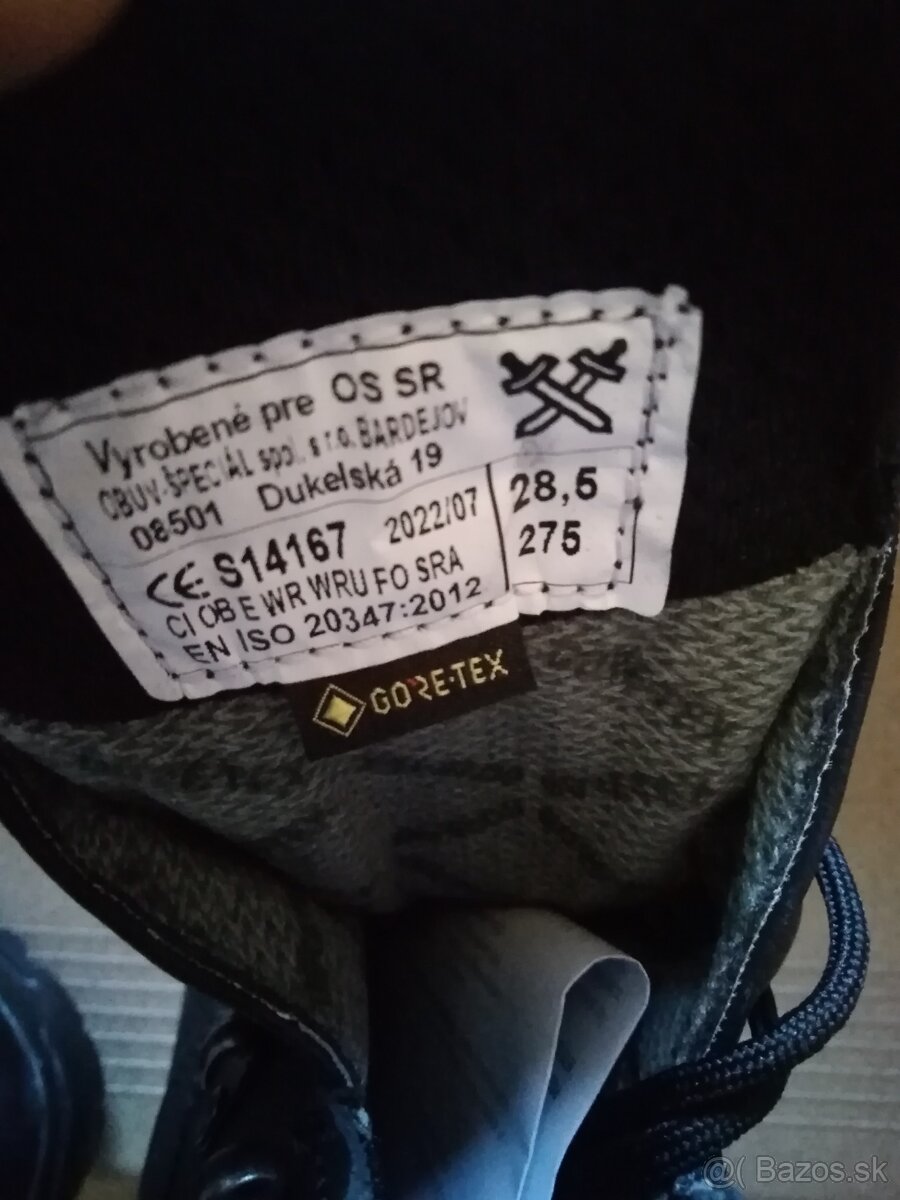 Vyrobené pre OS SR
OBUV-ŠPECIÁL spol. s r.o. BARDEJOV
08501 Dukelská 19
CE S14167 2022/07
CI OB E WR WRU FO SRA
EN ISO 20347:2012
28,5
275
GORE-TEX
@( Bazos.sk